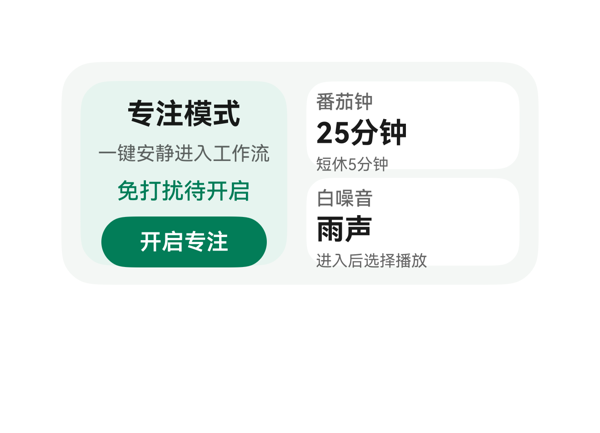 专注模式
一键安静进入工作流
免打扰待开启
开启专注
番茄钟
25分钟
短休5分钟
白噪音
雨声
进入后选择播放